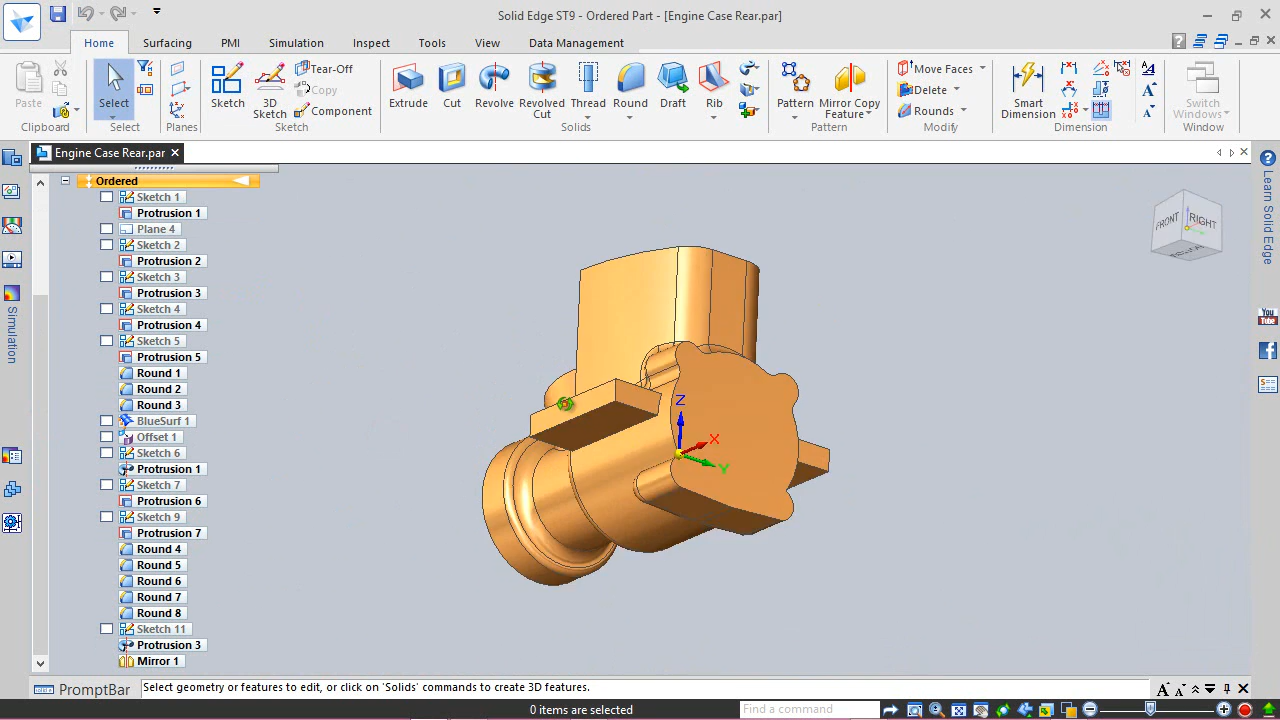 Solid Edge ST9 - Ordered Part - [Engine Case Rear.par]
Home Surfacing PMI Simulation Inspect Tools View Data Management
Paste
Clipboard
Select
Select
Planes
Sketch
3D Sketch
Tear-Off
Copy
Component
Sketch
Extrude Cut Revolve Revolved Cut Thread Round Draft Rib
Solids
Pattern Mirror Copy Feature
Pattern
Move Faces
Delete
Rounds
Modify
Smart Dimension
Dimension
Switch Windows
Window
Engine Case Rear.par
Ordered
Sketch 1
Protrusion 1
Plane 4
Sketch 2
Protrusion 2
Sketch 3
Protrusion 3
Sketch 4
Protrusion 4
Sketch 5
Protrusion 5
Round 1
Round 2
Round 3
BlueSurf 1
Offset 1
Sketch 6
Protrusion 1
Sketch 7
Protrusion 6
Sketch 9
Protrusion 7
Round 4
Round 5
Round 6
Round 7
Round 8
Sketch 11
Protrusion 3
Mirror 1
Simulation
FRONT RIGHT
Z
X
Y
Learn Solid Edge
You Tube
PromptBar
Select geometry or features to edit, or click on 'Solids' commands to create 3D features.
0 items are selected
Find a command